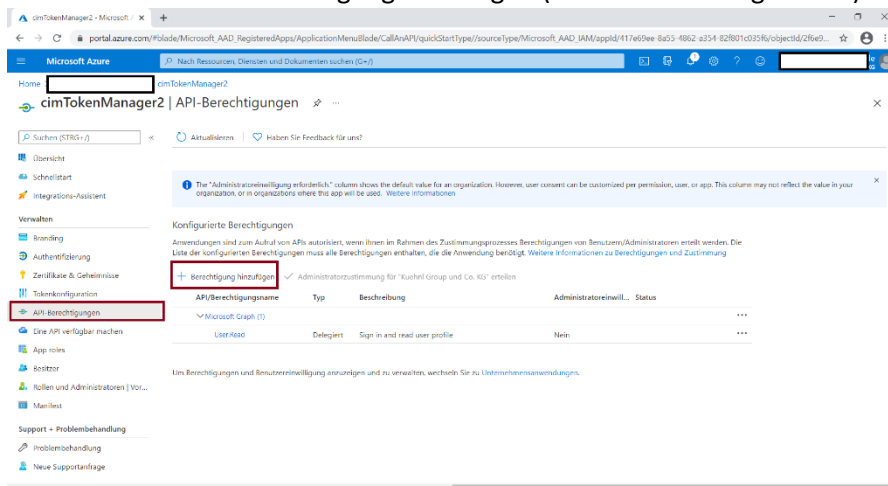 cimTokenManager2 - Microsoft /
portal.azure.com/#blade/Microsoft_AAD_RegisteredApps/ApplicationMenuBlade/CallAnAPI/quickStartType//sourceType/Microsoft_AAD_IAM/appId/417e69ee-8a55-4862-a354-82f801c035f6/objectId/2f6e9...
Microsoft Azure
Nach Ressourcen, Diensten und Dokumenten suchen (G+/)
Home
cimTokenManager2
cimTokenManager2 | API-Berechtigungen
Suchen (STRG+/)
Aktualisieren
Haben Sie Feedback für uns?
Übersicht
Schnellstart
Integrations-Assistent
The "Administratoreinwilligung erforderlich" column shows the default value for an organization. However, user consent can be customized per permission, user, or app. This column may not reflect the value in your
organization, or in organizations where this app will be used. Weitere Informationen
Verwalten
Branding
Authentifizierung
Zertifikate & Geheimnisse
Tokenkonfiguration
API-Berechtigungen
Eine API verfügbar machen
App roles
Besitzer
Rollen und Administratoren | Vor...
Manifest
Support + Problembehandlung
Problembehandlung
Neue Supportanfrage
Konfigurierte Berechtigungen
Anwendungen sind zum Aufruf von APIs autorisiert, wenn ihnen im Rahmen des Zustimmungsprozesses Berechtigungen von Benutzern/Administratoren erteilt werden. Die
Liste der konfigurierten Berechtigungen muss alle Berechtigungen enthalten, die die Anwendung benötigt. Weitere Informationen zu Berechtigungen und Zustimmung
Berechtigung hinzufügen
Administratorzustimmung für "Kuehnl Group und Co. KG" erteilen
API/Berechtigungsname Typ Beschreibung Administratoreinwill... Status
Microsoft Graph (1)
User.Read Delegiert Sign in and read user profile Nein
Um Berechtigungen und Benutzereinwilligung anzuzeigen und zu verwalten, wechseln Sie zu Unternehmensanwendungen.